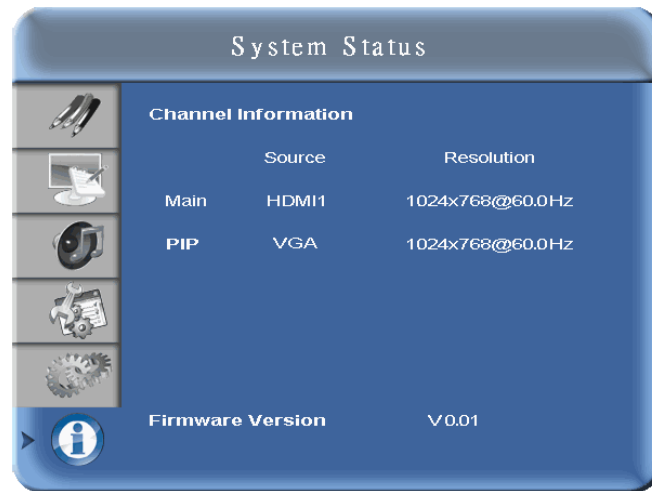 System Status
Channel Information
Source Resolution
Main HDMI1 1024x768@60.0Hz
PIP VGA 1024x768@60.0Hz
Firmware Version V0.01